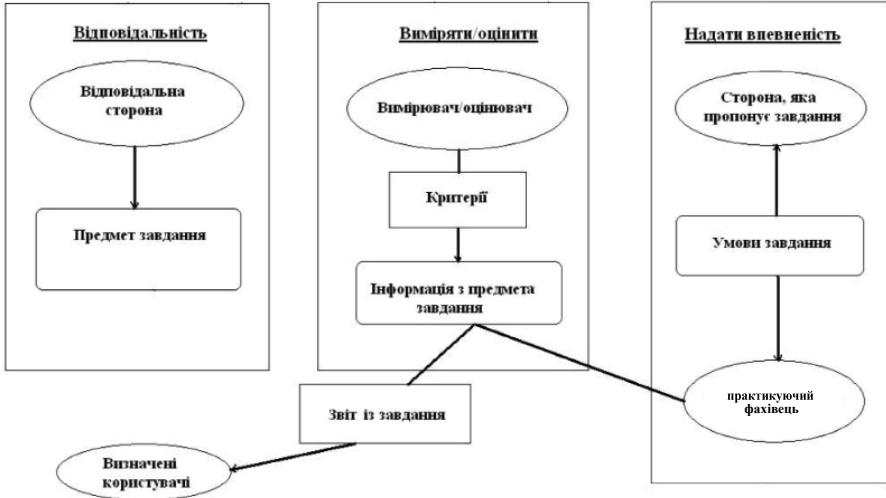 Відповідальність
Відповідальна
сторона
Предмет завдання
Виміряти/оцінити
Вимірювач/оцінювач
Критерії
Інформація з предмета
завдання
Надати впевненість
Сторона, яка
пропонує завдання
Умови завдання
практикуючий
фахівець
Звіт із завдання
Визначені
користувачі